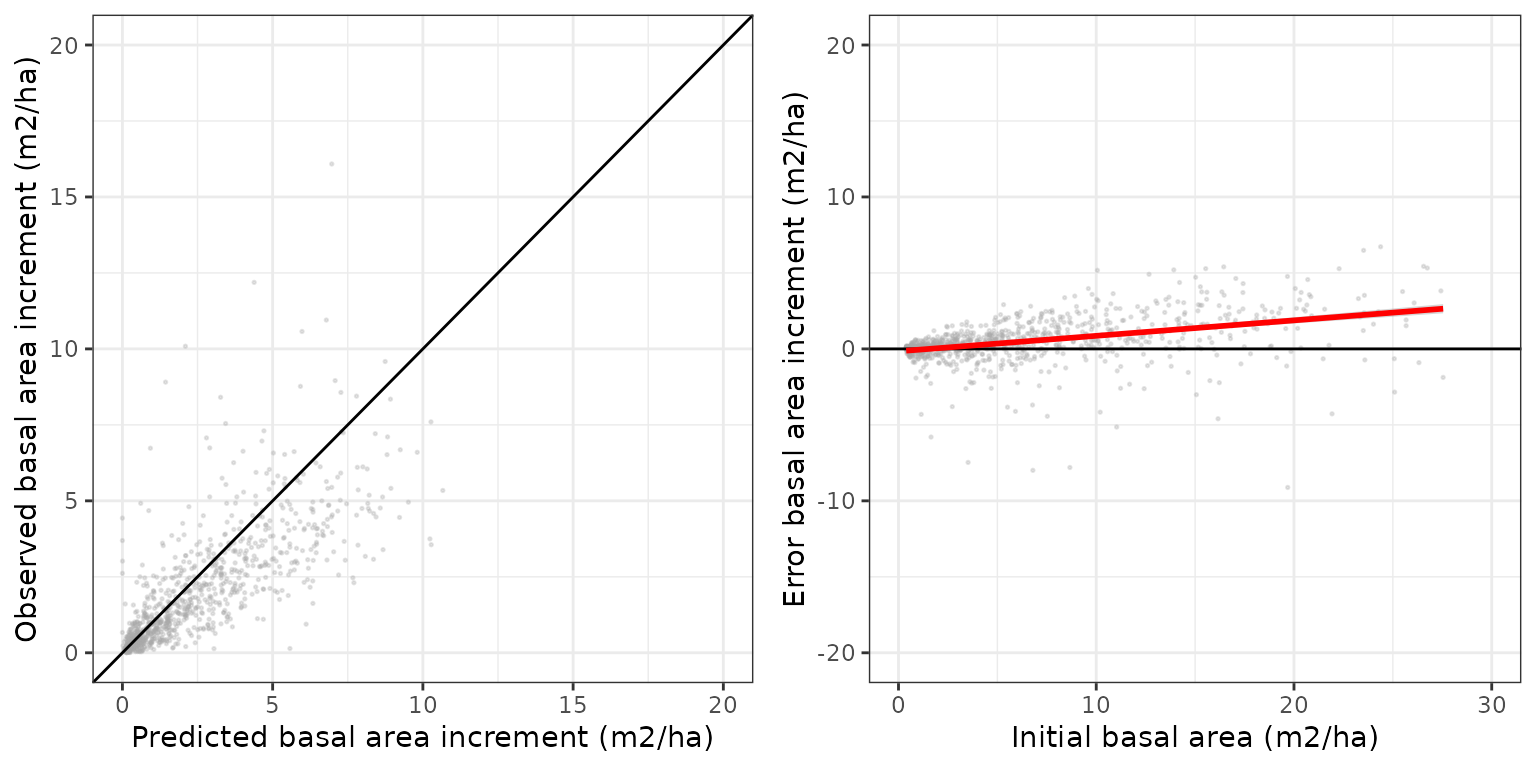 Observed basal area increment (m2/ha)
20
15
10
5
0
0 5 10 15 20
Predicted basal area increment (m2/ha)
Error basal area increment (m2/ha)
20
10
0
-10
-20
0 10 20 30
Initial basal area (m2/ha)